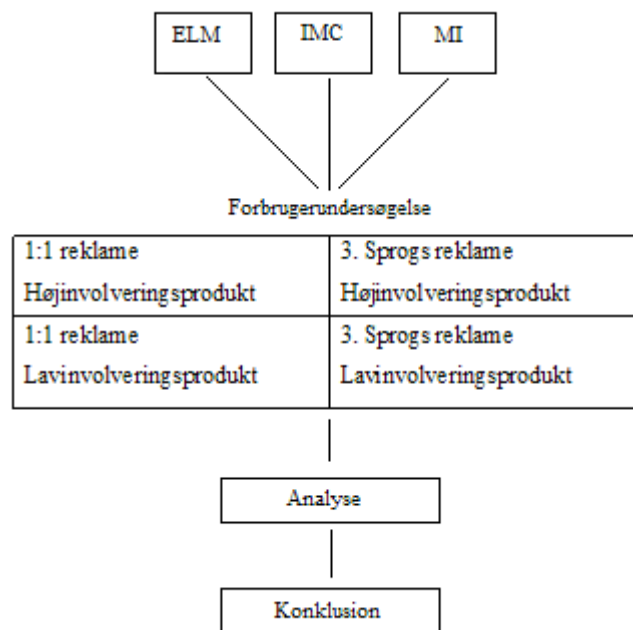 ELM IMC MI
Forbrugerundersøgelse
1:1 reklame
Højinvolveringsprodukt
3. Sprogs reklame
Højinvolveringsprodukt
1:1 reklame
Lavinvolveringsprodukt
3. Sprogs reklame
Lavinvolveringsprodukt
Analyse
Konklusion